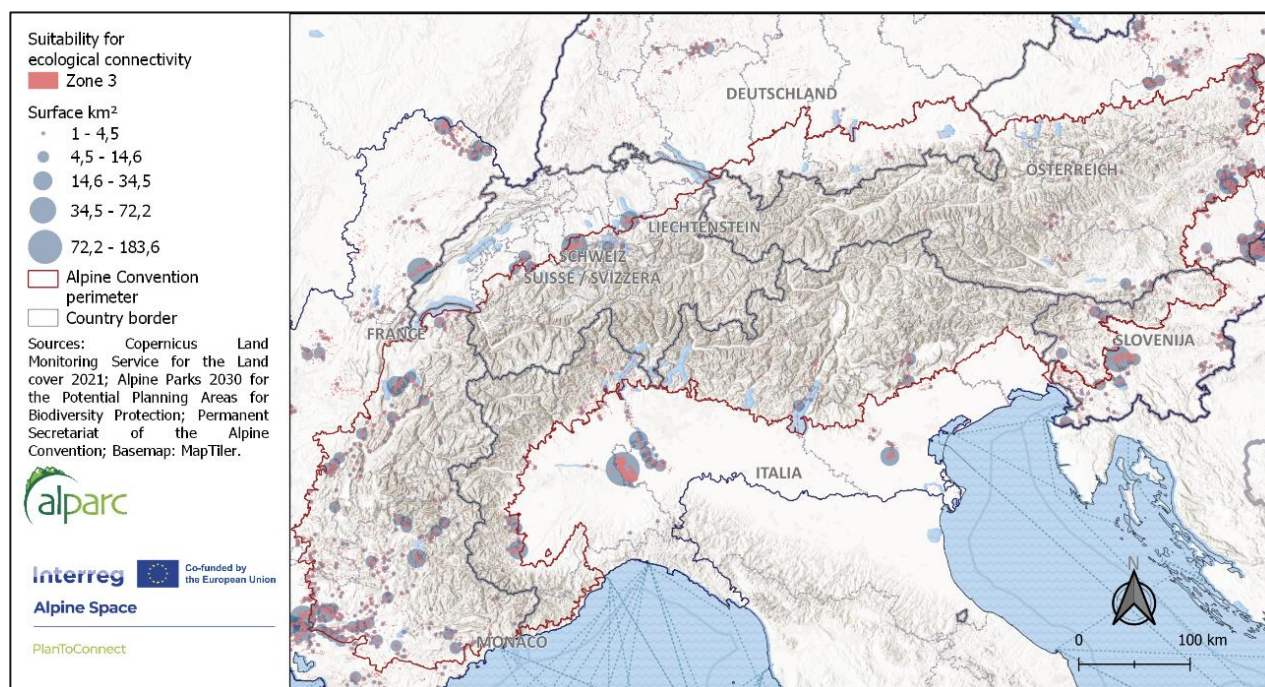 Suitability for
ecological connectivity
Zone 3
Surface km²
1 - 4,5
4,5 - 14,6
14,6 - 34,5
34,5 - 72,2
72,2 - 183,6
Alpine Convention
perimeter
Country border
Sources: Copernicus Land
Monitoring Service for the Land
cover 2021; Alpine Parks 2030 for
the Potential Planning Areas for
Biodiversity Protection; Permanent
Secretariat of the Alpine
Convention; Basemap: MapTiler.
alparc
Interreg
Co-funded by
the European Union
Alpine Space
PlanToConnect
DEUTSCHLAND
ÖSTERREICH
LIECHTENSTEIN
SCHWEIZ
SUISSE / SVIZZERA
FRANCE
SLOVENIJA
ITALIA
MONACO
N
0 100 km